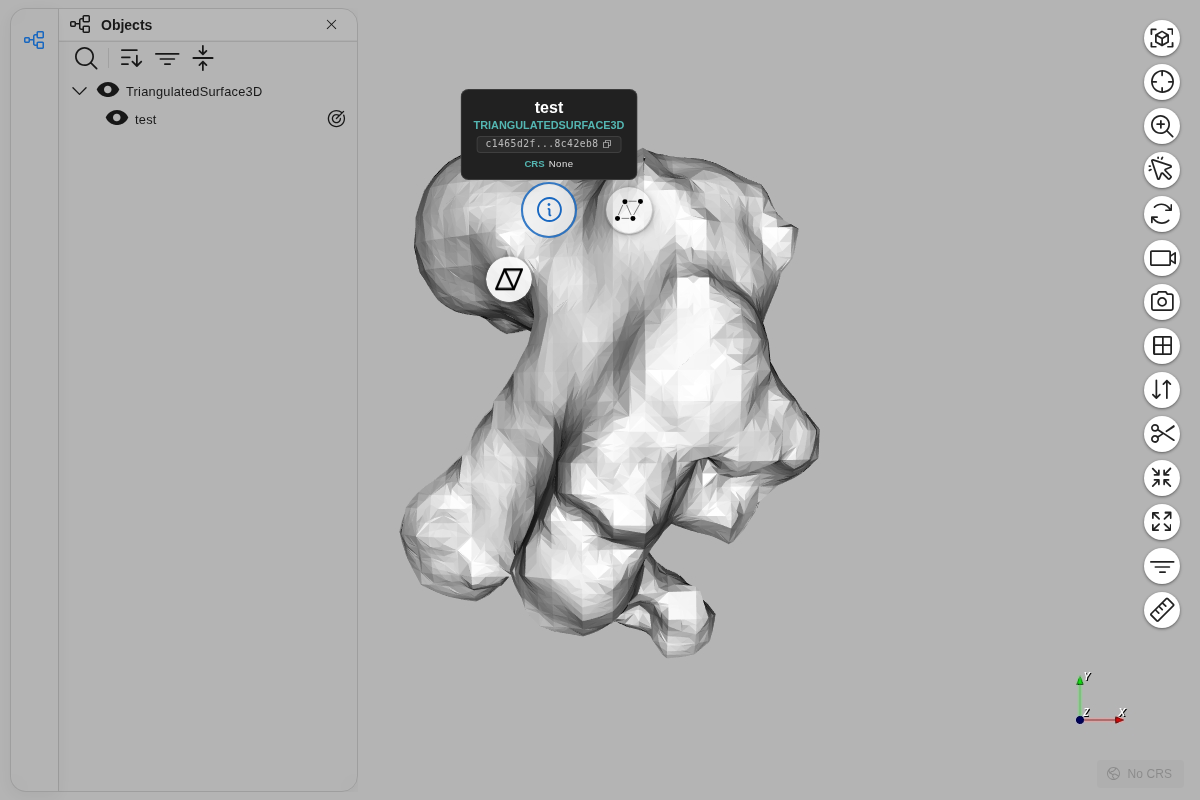 Objects
TriangulatedSurface3D
test
test
TRIANGULATEDSURFACE3D
c1465d2f...8c42eb8
CRS None
Y
Z X
No CRS